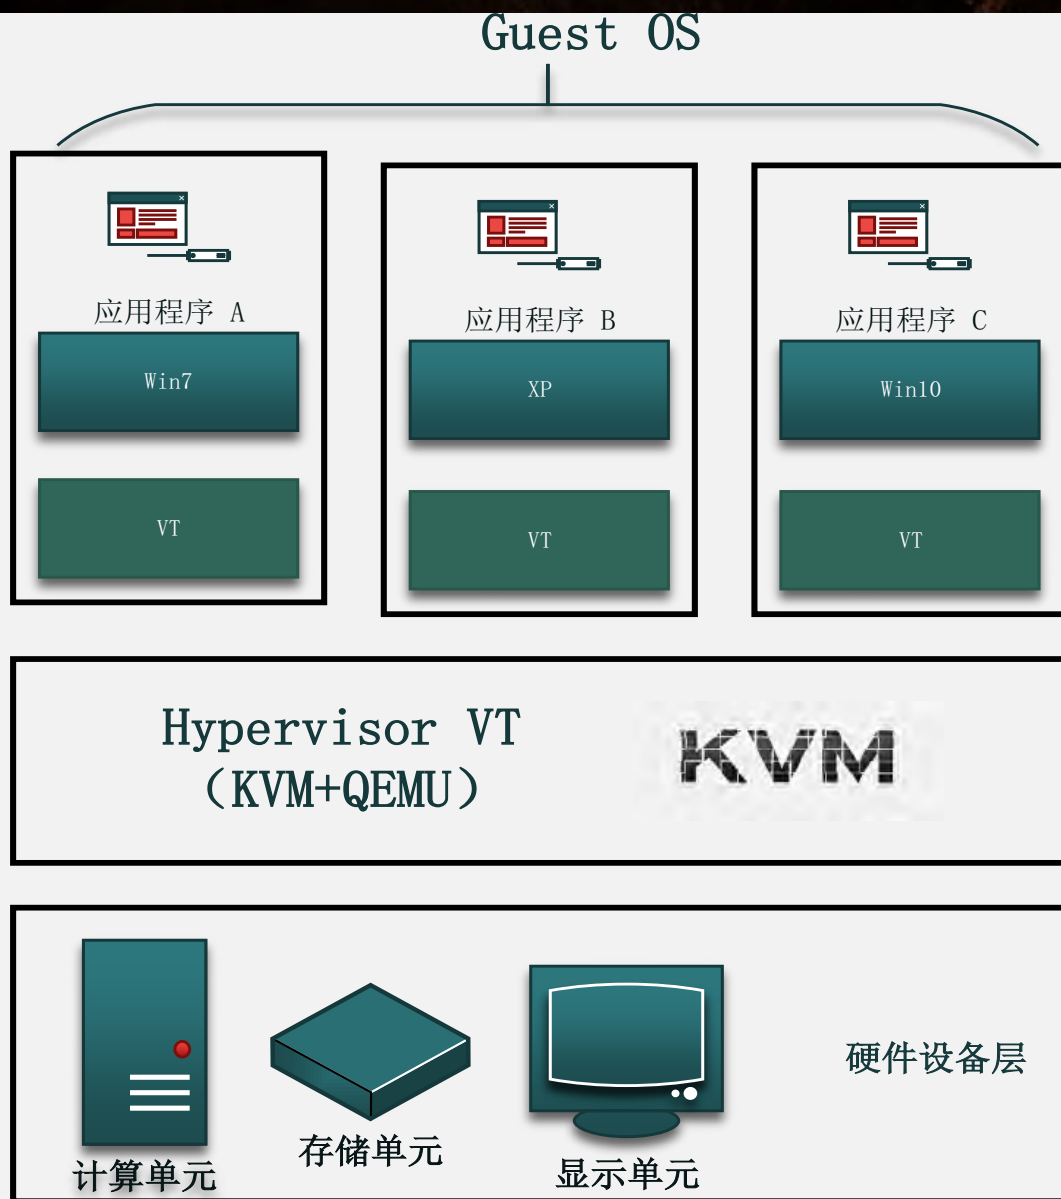 Guest OS
应用程序 A
应用程序 B
应用程序 C
Win7
XP
Win10
VT
VT
VT
Hypervisor VT
（KVM+QEMU）
KVM
硬件设备层
计算单元
存储单元
显示单元